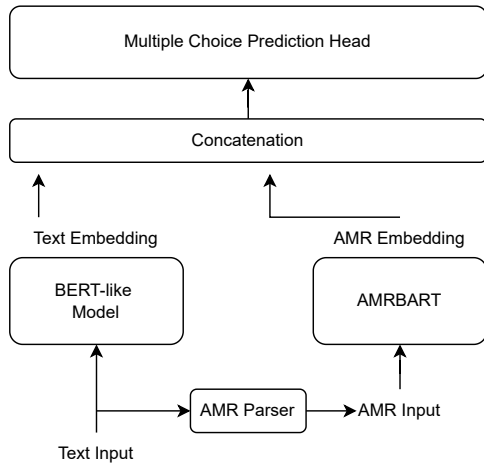 Multiple Choice Prediction Head
Concatenation
Text Embedding
AMR Embedding
BERT-like
Model
AMRBART
AMR Parser
AMR Input
Text Input